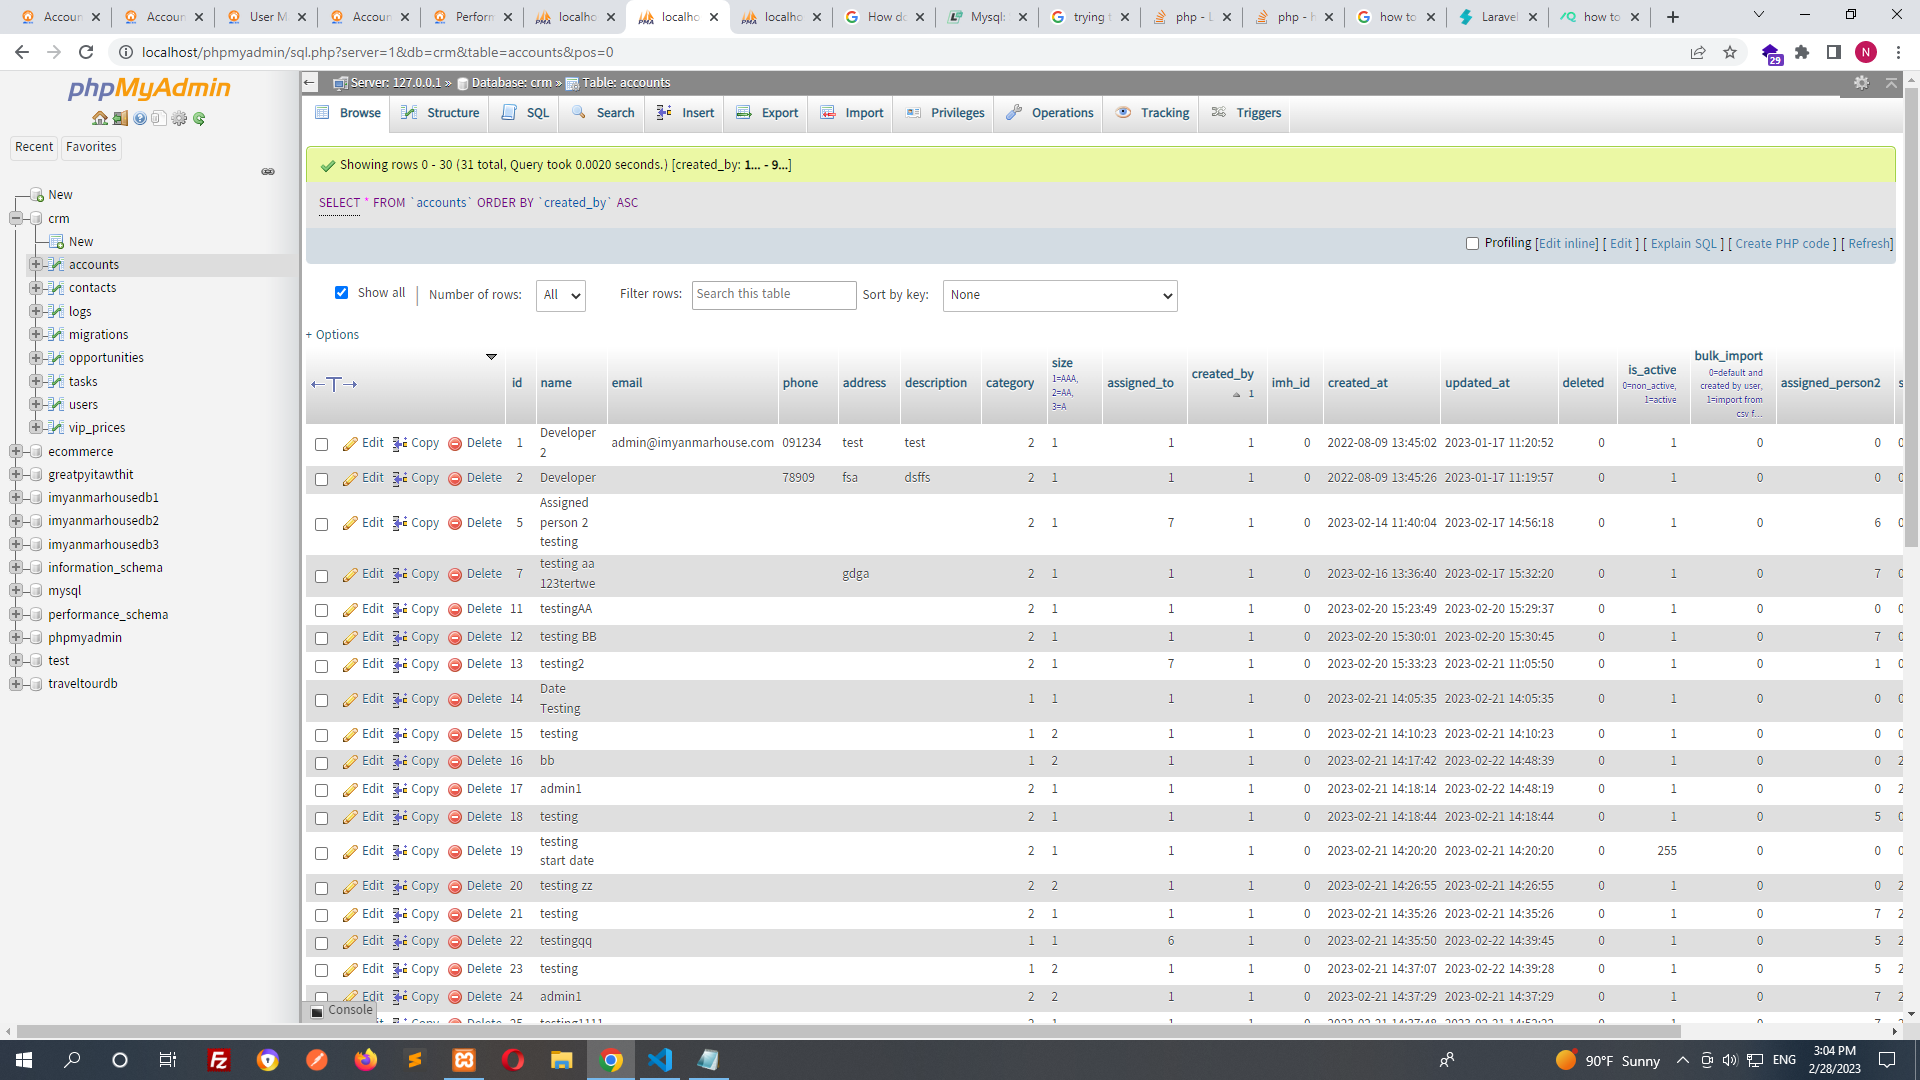 Accoun
Accoun
User M
Accoun
Perform
localho
localho
localho
How do
Mysql:
trying t
php - L
php - h
how to
Laravel
how to
localhost/phpmyadmin/sql.php?server=1&db=crm&table=accounts&pos=0
29
N
phpMyAdmin
Recent
Favorites
New
crm
New
accounts
contacts
logs
migrations
opportunities
tasks
users
vip_prices
ecommerce
greatpyitawthit
imyanmarhousedb1
imyanmarhousedb2
imyanmarhousedb3
information_schema
mysql
performance_schema
phpmyadmin
test
traveltourdb
Server: 127.0.0.1 » Database: crm » Table: accounts
Browse Structure SQL Search Insert Export Import Privileges Operations Tracking Triggers
Showing rows 0 - 30 (31 total, Query took 0.0020 seconds.) [created_by: 1... - 9...]
SELECT * FROM `accounts` ORDER BY `created_by` ASC
Profiling [Edit inline] [ Edit ] [ Explain SQL ] [ Create PHP code ] [ Refresh]
Show all | Number of rows: All Filter rows: Search this table Sort by key: None
+ Options
←T→ id name email phone address description category size 1=AAA, 2=AA, 3=A assigned_to created_by 1 imh_id created_at updated_at deleted is_active 0=non_active, 1=active bulk_import 0=default and created by user, 1=import from csv f... assigned_person2 s
Edit Copy Delete 1 Developer 2 admin@imyanmarhouse.com 091234 test test 2 1 1 1 0 2022-08-09 13:45:02 2023-01-17 11:20:52 0 1 0 0 0
Edit Copy Delete 2 Developer 78909 fsa dsffs 2 1 1 1 0 2022-08-09 13:45:26 2023-01-17 11:19:57 0 1 0 0 0
Edit Copy Delete 5 Assigned person 2 testing 2 1 7 1 0 2023-02-14 11:40:04 2023-02-17 14:56:18 0 1 0 6 0
Edit Copy Delete 7 testing aa 123tertwe gdga 2 1 1 1 0 2023-02-16 13:36:40 2023-02-17 15:32:20 0 1 0 7 0
Edit Copy Delete 11 testingAA 2 1 1 1 0 2023-02-20 15:23:49 2023-02-20 15:29:37 0 1 0 0 0
Edit Copy Delete 12 testing BB 2 1 1 1 0 2023-02-20 15:30:01 2023-02-20 15:30:45 0 1 0 7 0
Edit Copy Delete 13 testing2 2 1 7 1 0 2023-02-20 15:33:23 2023-02-21 11:05:50 0 1 0 1 0
Edit Copy Delete 14 Date Testing 1 1 1 1 0 2023-02-21 14:05:35 2023-02-21 14:05:35 0 1 0 0 0
Edit Copy Delete 15 testing 1 2 1 1 0 2023-02-21 14:10:23 2023-02-21 14:10:23 0 1 0 0 0
Edit Copy Delete 16 bb 1 2 1 1 0 2023-02-21 14:17:42 2023-02-22 14:48:39 0 1 0 0 2
Edit Copy Delete 17 admin1 2 1 1 1 0 2023-02-21 14:18:14 2023-02-22 14:48:19 0 1 0 0 2
Edit Copy Delete 18 testing 2 1 1 1 0 2023-02-21 14:18:44 2023-02-21 14:18:44 0 1 0 5 0
Edit Copy Delete 19 testing start date 2 1 1 1 0 2023-02-21 14:20:20 2023-02-21 14:20:20 0 255 0 0 0
Edit Copy Delete 20 testing zz 2 2 1 1 0 2023-02-21 14:26:55 2023-02-21 14:26:55 0 1 0 0 2
Edit Copy Delete 21 testing 2 1 1 1 0 2023-02-21 14:35:26 2023-02-21 14:35:26 0 1 0 7 2
Edit Copy Delete 22 testingqq 1 1 6 1 0 2023-02-21 14:35:50 2023-02-22 14:39:45 0 1 0 5 2
Edit Copy Delete 23 testing 1 2 1 1 0 2023-02-21 14:37:07 2023-02-22 14:39:28 0 1 0 5 2
Edit Copy Delete 24 admin1 2 2 1 1 0 2023-02-21 14:37:29 2023-02-21 14:37:29 0 1 0 7 2
Console
90°F Sunny
ENG
3:04 PM
2/28/2023